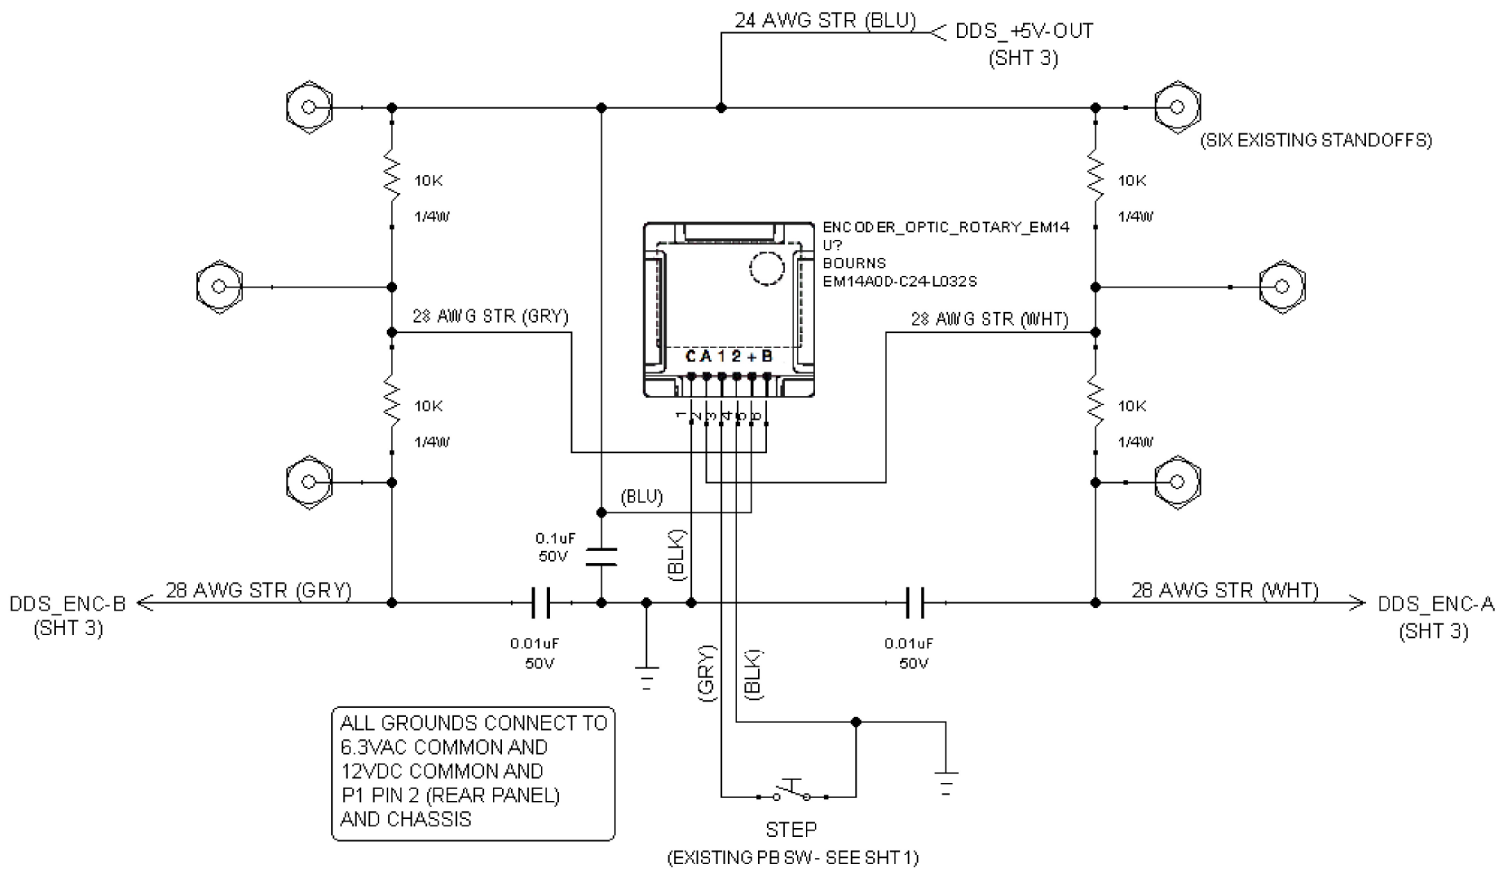 24 AWG STR (BLU)
DDS_+5V-OUT
(SHT 3)
(SIX EXISTING STANDOFFS)
10K
1/4W
10K
1/4W
ENCODER_OPTIC_ROTARY_EM14
U?
BOURNS
EM14A0D-C24-L032S
28 AWG STR (GRY)
28 AWG STR (WHT)
C A 1 2 + B
10K
1/4W
10K
1/4W
1 2 3 4 5 6
(BLU)
0.1uF
50V
(BLK)
DDS_ENC-B
(SHT 3)
28 AWG STR (GRY)
28 AWG STR (WHT)
DDS_ENC-A
(SHT 3)
0.01uF
50V
0.01uF
50V
(GRY)
(BLK)
ALL GROUNDS CONNECT TO
6.3VAC COMMON AND
12VDC COMMON AND
P1 PIN 2 (REAR PANEL)
AND CHASSIS
STEP
(EXISTING PB SW- SEE SHT 1)